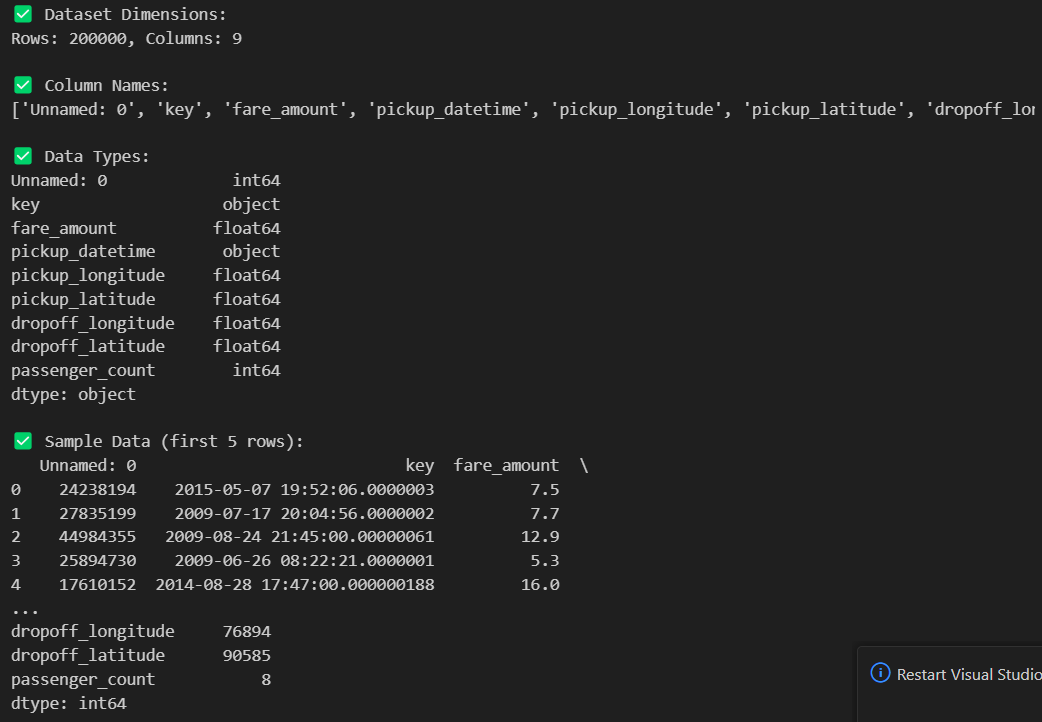 ✅ Dataset Dimensions:
Rows: 200000, Columns: 9
✅ Column Names:
['Unnamed: 0', 'key', 'fare_amount', 'pickup_datetime', 'pickup_longitude', 'pickup_latitude', 'dropoff_lon
✅ Data Types:
Unnamed: 0             int64
key                   object
fare_amount          float64
pickup_datetime       object
pickup_longitude     float64
pickup_latitude      float64
dropoff_longitude    float64
dropoff_latitude     float64
passenger_count        int64
dtype: object
✅ Sample Data (first 5 rows):
   Unnamed: 0                            key  fare_amount  \
0    24238194    2015-05-07 19:52:06.0000003          7.5
1    27835199    2009-07-17 20:04:56.0000002          7.7
2    44984355   2009-08-24 21:45:00.00000061         12.9
3    25894730    2009-06-26 08:22:21.0000001          5.3
4    17610152  2014-08-28 17:47:00.000000188         16.0
...
dropoff_longitude     76894
dropoff_latitude      90585
passenger_count           8
dtype: int64
Restart Visual Studio